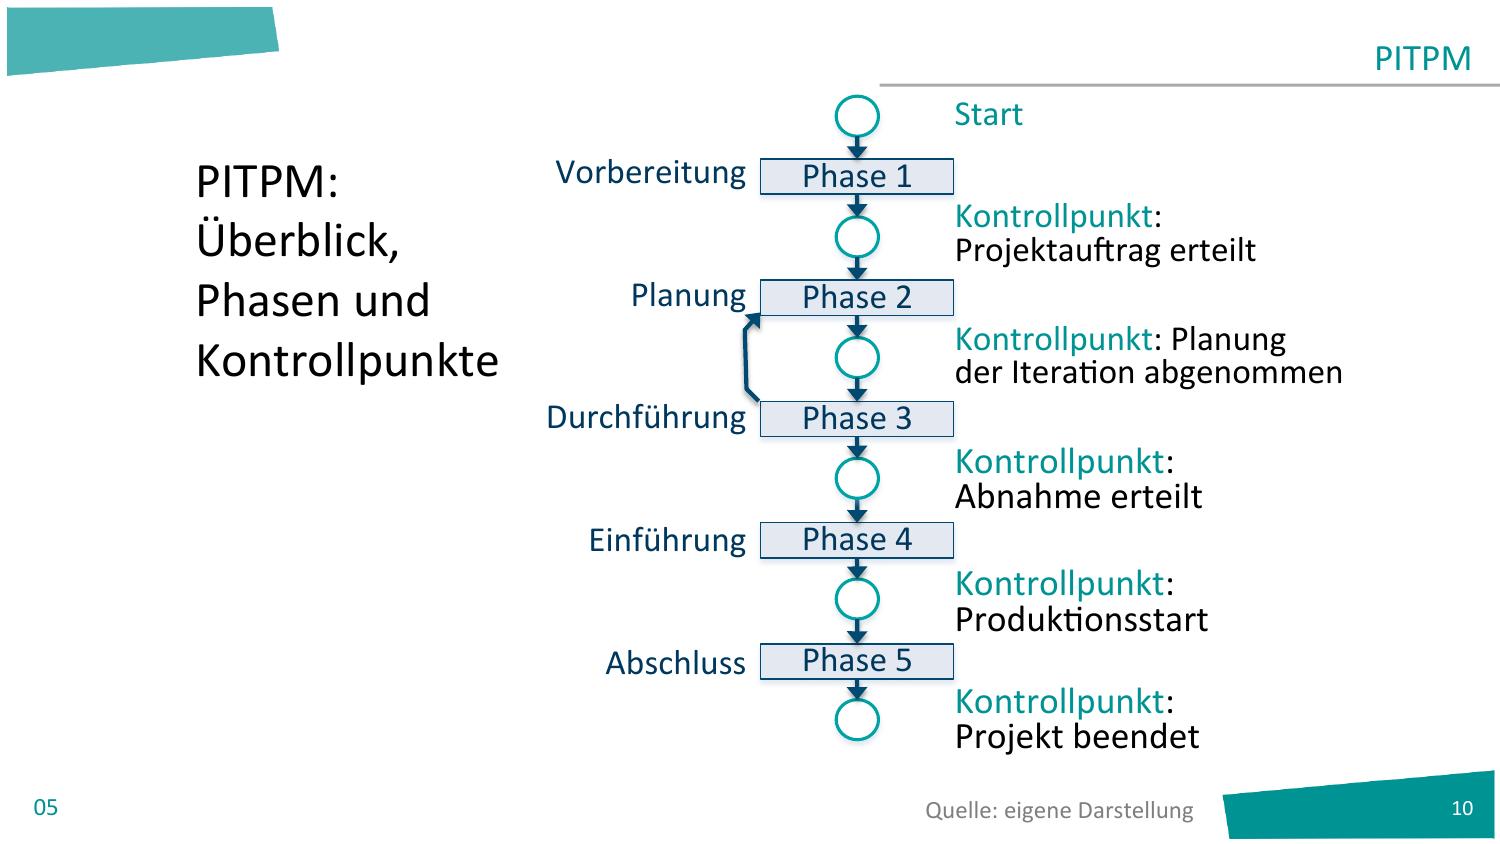 PITPM
PITPM:
Überblick,
Phasen und
Kontrollpunkte
Start
Vorbereitung
Phase 1
Kontrollpunkt:
Projektauftrag erteilt
Planung
Phase 2
Kontrollpunkt: Planung
der Iteration abgenommen
Durchführung
Phase 3
Kontrollpunkt:
Abnahme erteilt
Einführung
Phase 4
Kontrollpunkt:
Produktionsstart
Abschluss
Phase 5
Kontrollpunkt:
Projekt beendet
05
Quelle: eigene Darstellung
10